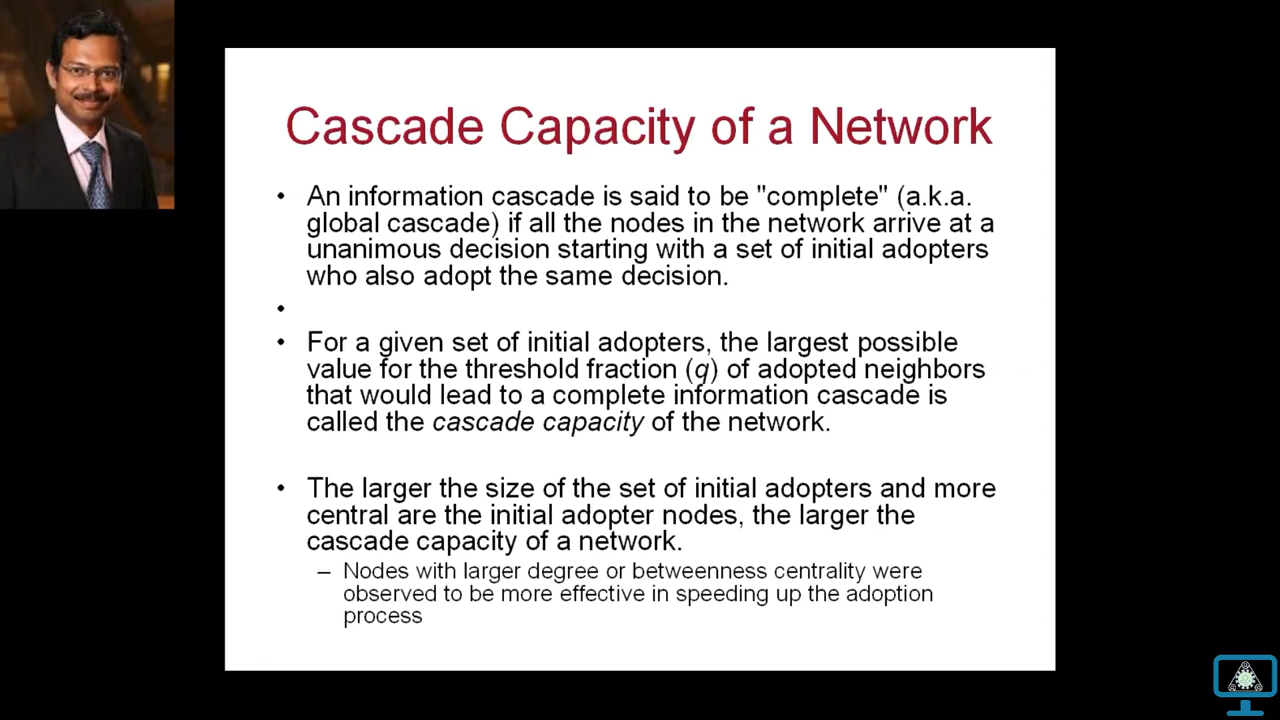 Cascade Capacity of a Network
• An information cascade is said to be "complete" (a.k.a.
global cascade) if all the nodes in the network arrive at a
unanimous decision starting with a set of initial adopters
who also adopt the same decision.
•
• For a given set of initial adopters, the largest possible
value for the threshold fraction (q) of adopted neighbors
that would lead to a complete information cascade is
called the cascade capacity of the network.
• The larger the size of the set of initial adopters and more
central are the initial adopter nodes, the larger the
cascade capacity of a network.
– Nodes with larger degree or betweenness centrality were
observed to be more effective in speeding up the adoption
process